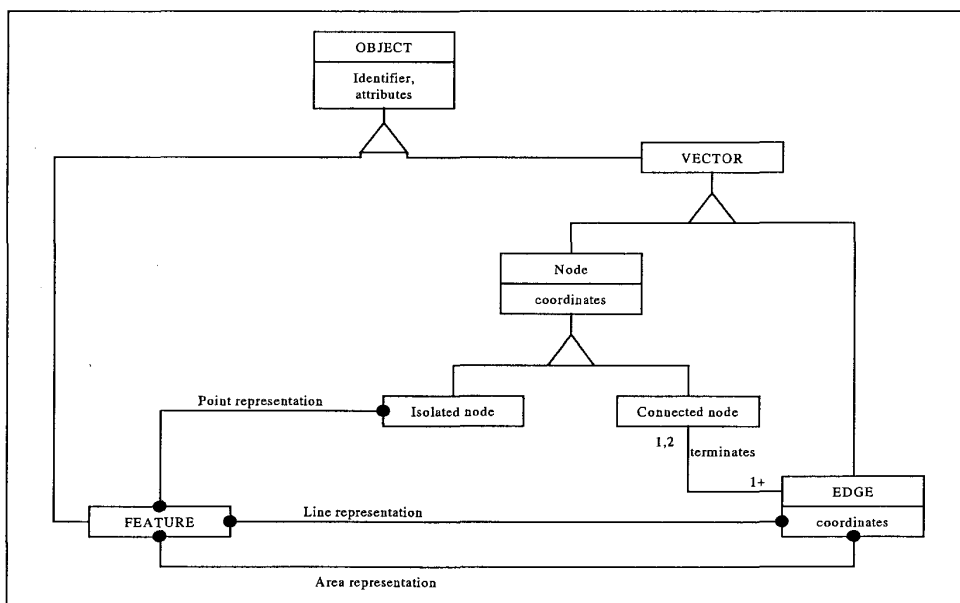 OBJECT
Identifier,
attributes
VECTOR
Node
coordinates
Point representation
Isolated node
Connected node
1,2
terminates
1+
EDGE
Line representation
FEATURE
coordinates
Area representation